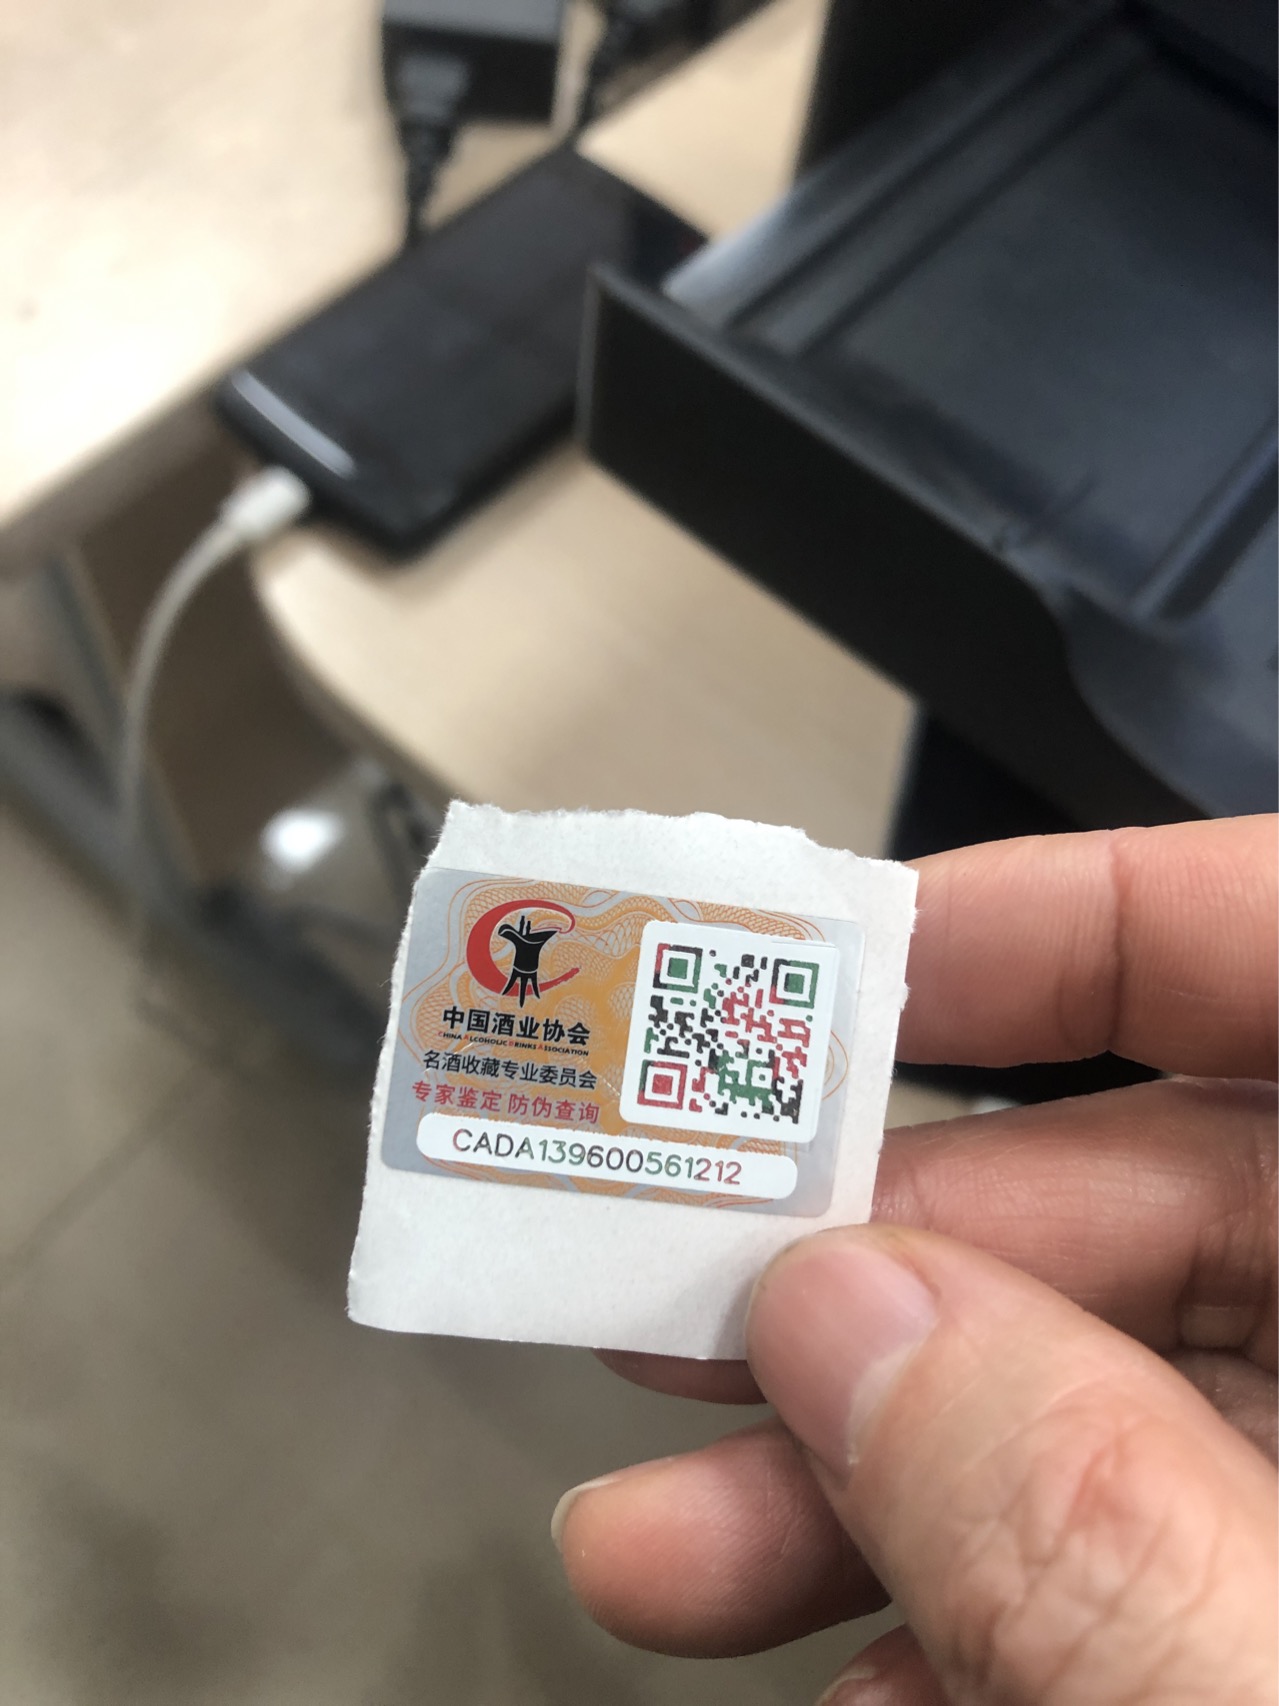 中国酒业协会
CHINA ALCOHOLIC DRINKS ASSOCIATION
名酒收藏专业委员会
专家鉴定 防伪查询
CADA139600561212